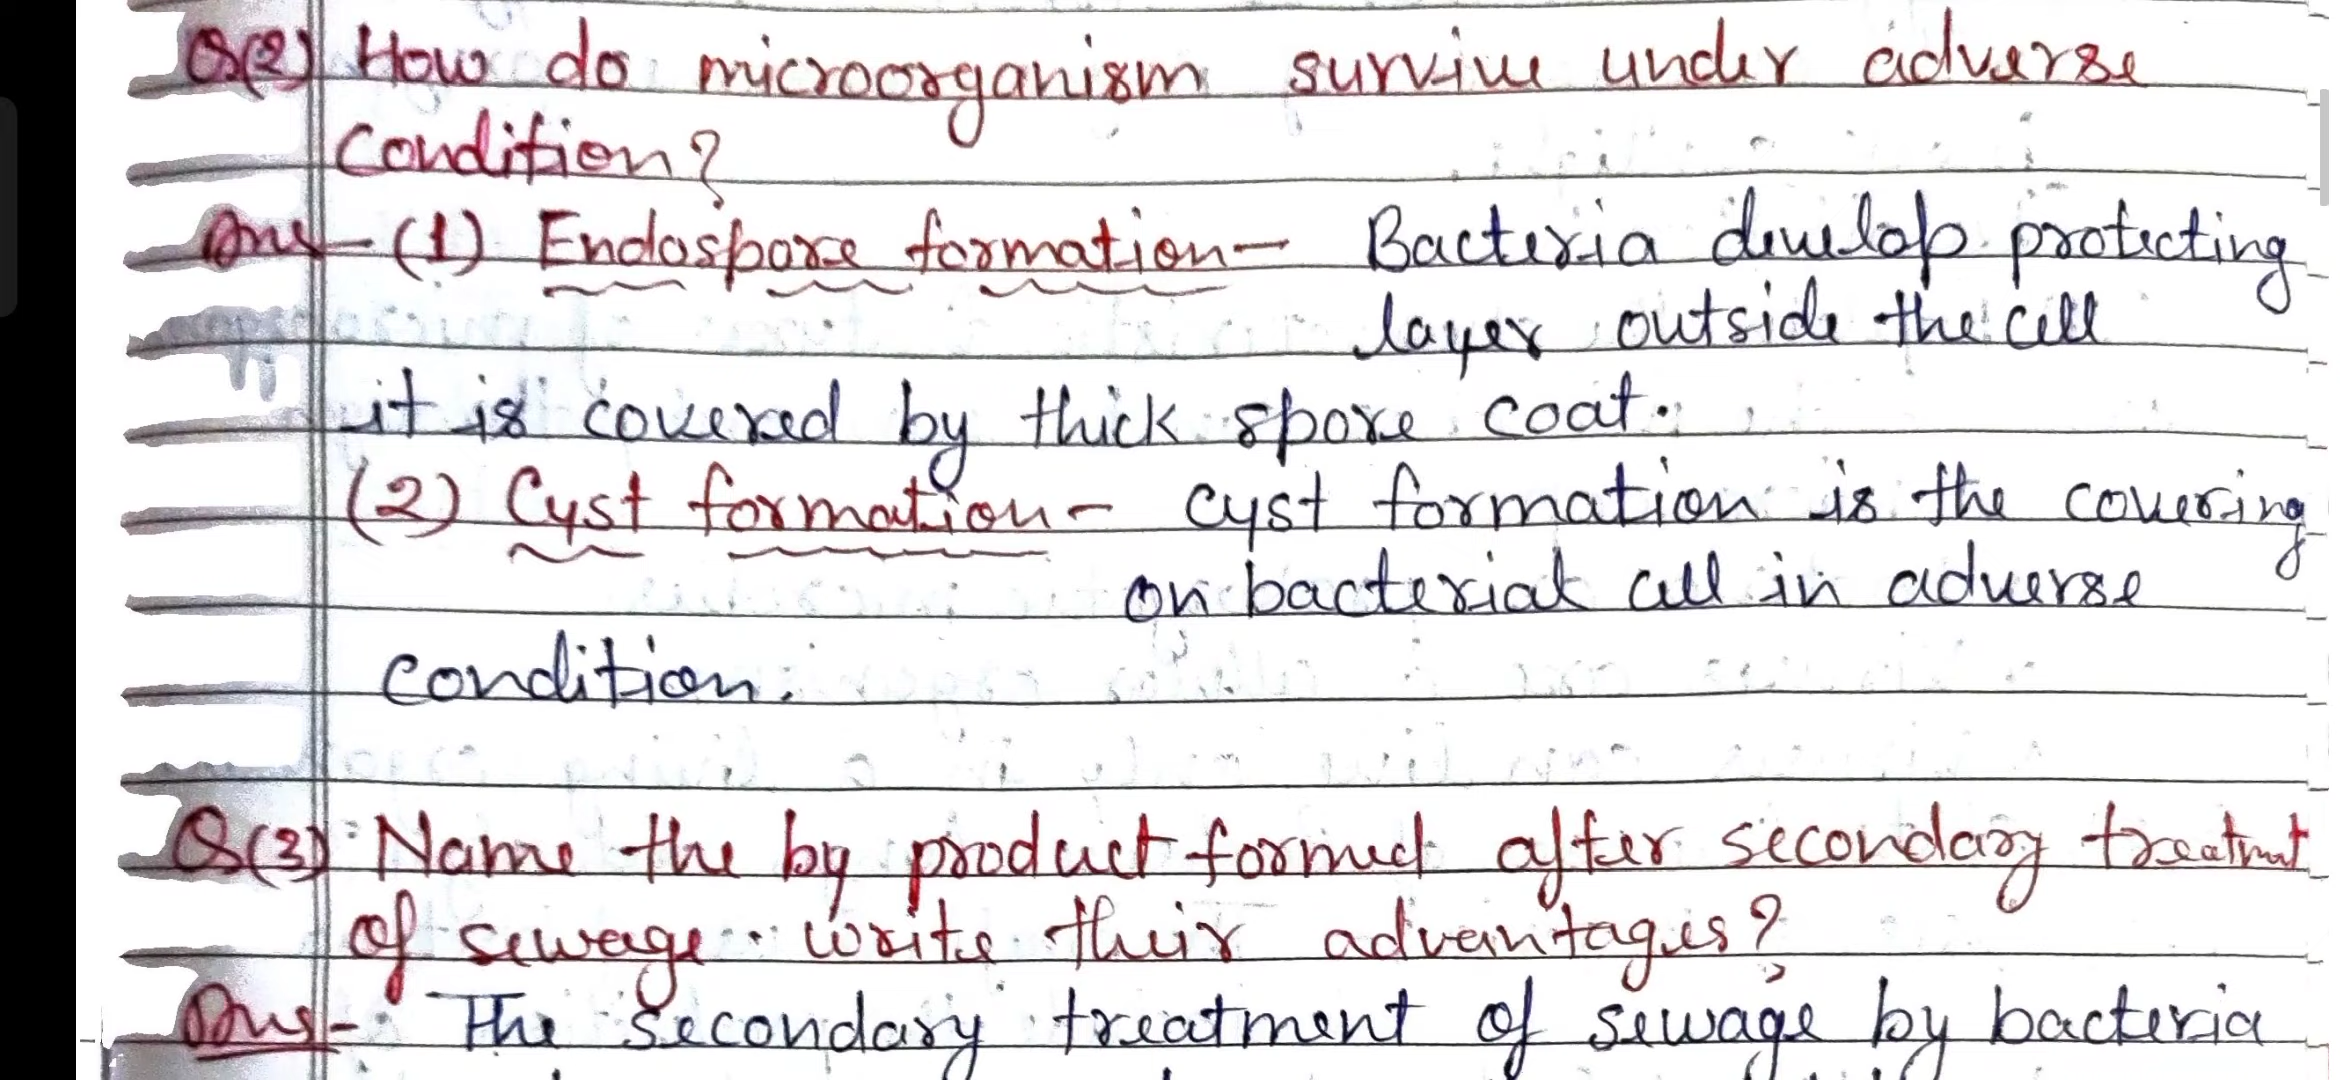 Q(2) How do microorganism survive under adverse
condition?
Ans- (1) Endospore formation- Bacteria develop protecting
layer outside the cell
it is covered by thick spore coat.
(2) Cyst formation- cyst formation is the covering
on bacterial cell in adverse
condition.
Q(3) Name the by product formed after secondary treatmnt
of sewage. write their advantages?
Ans- The secondary treatment of sewage by bacteria